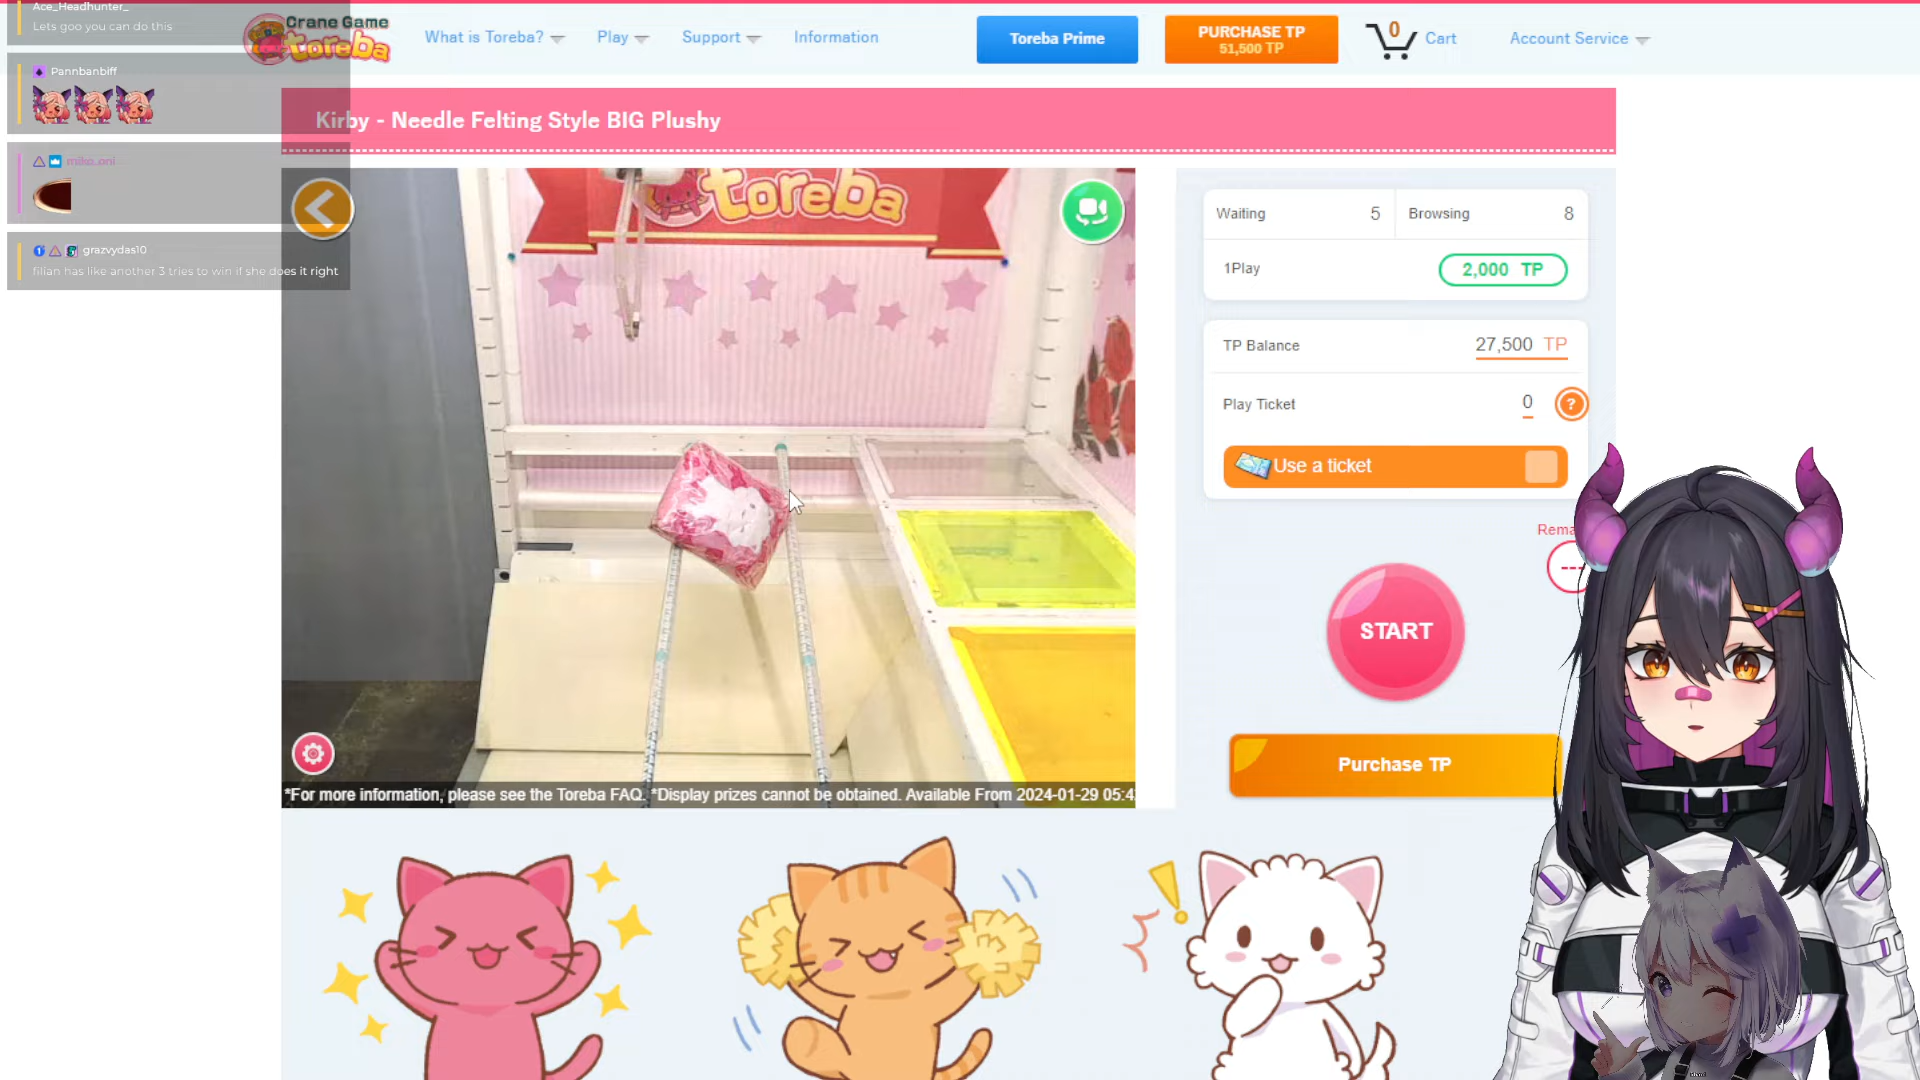 Ace_Headhunter_
Lets goo you can do this
Pannbanbiff
miko_oni
grazvydas10
filian has like another 3 tries to win if she does it right
Crane Game
toreba
What is Toreba?
Play
Support
Information
Toreba Prime
PURCHASE TP
51,500 TP
0
Cart
Account Service
Kirby - Needle Felting Style BIG Plushy
toreba
Waiting 5
Browsing 8
1Play
2,000 TP
TP Balance
27,500 TP
Play Ticket
0
?
Use a ticket
Rema
---
START
Purchase TP
*For more information, please see the Toreba FAQ. *Display prizes cannot be obtained. Available From 2024-01-29 05:4